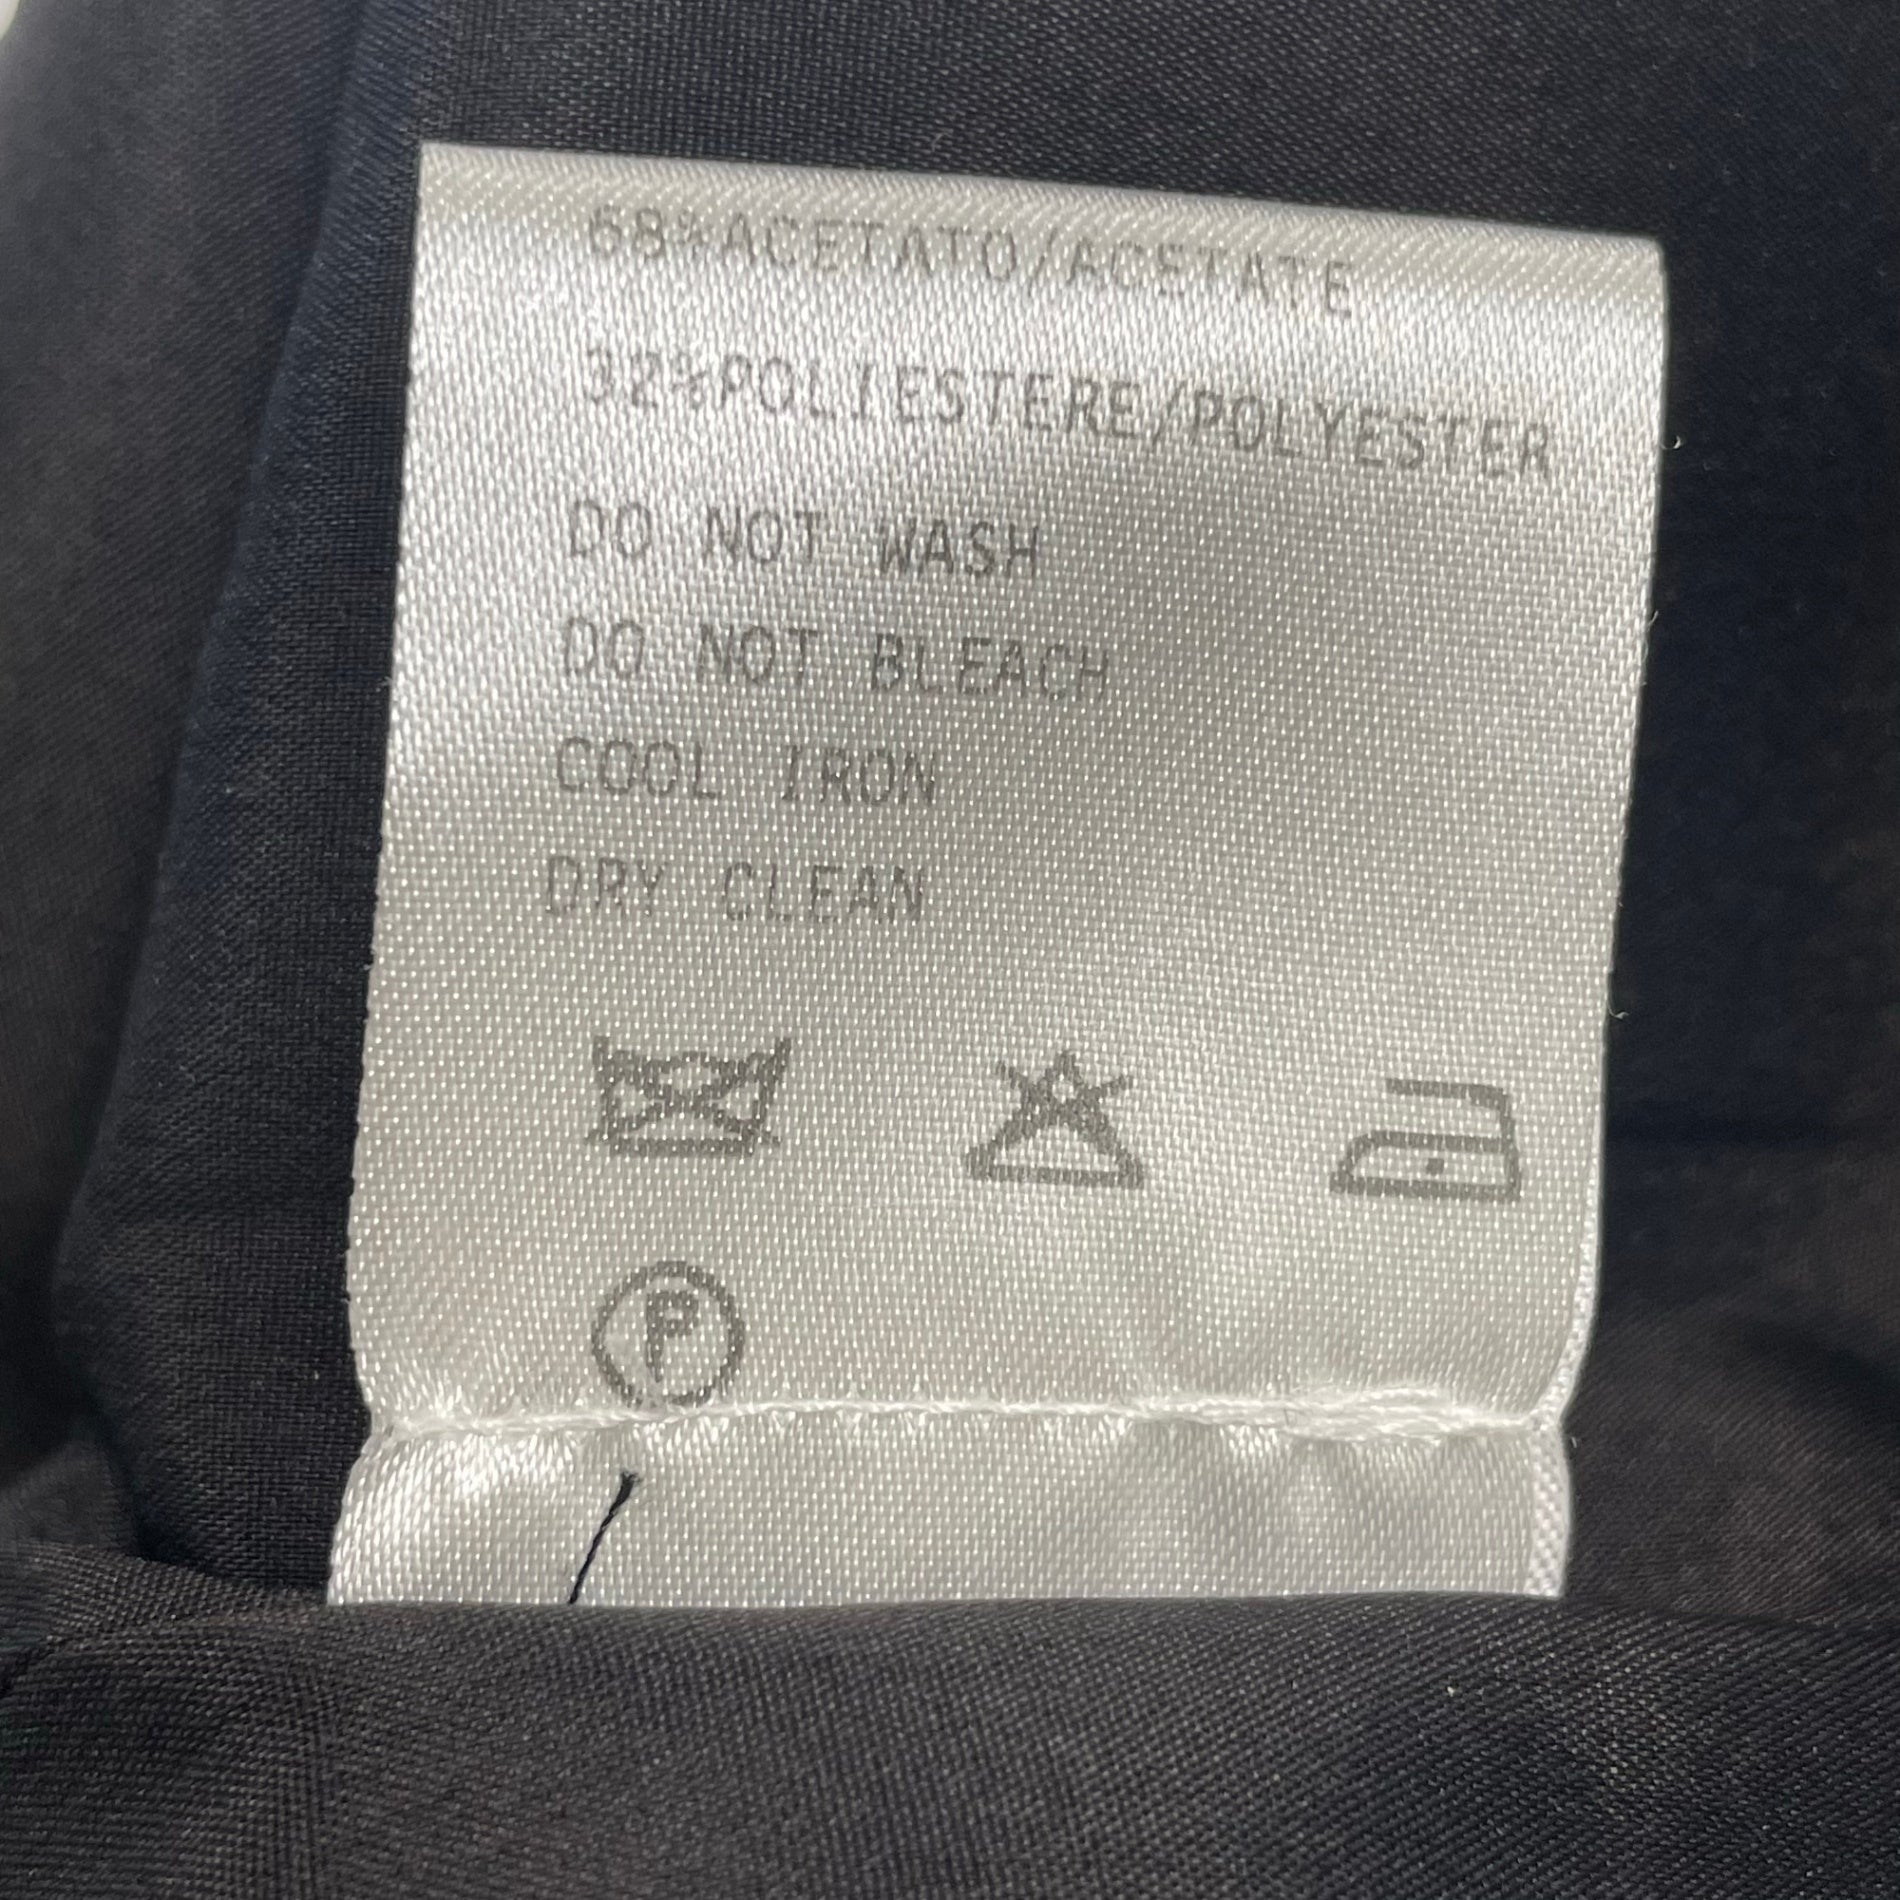 68%ACETATO/ACETATE
32%POLIESTERE/POLYESTER
DO NOT WASH
DO NOT BLEACH
COOL IRON
DRY CLEAN
P